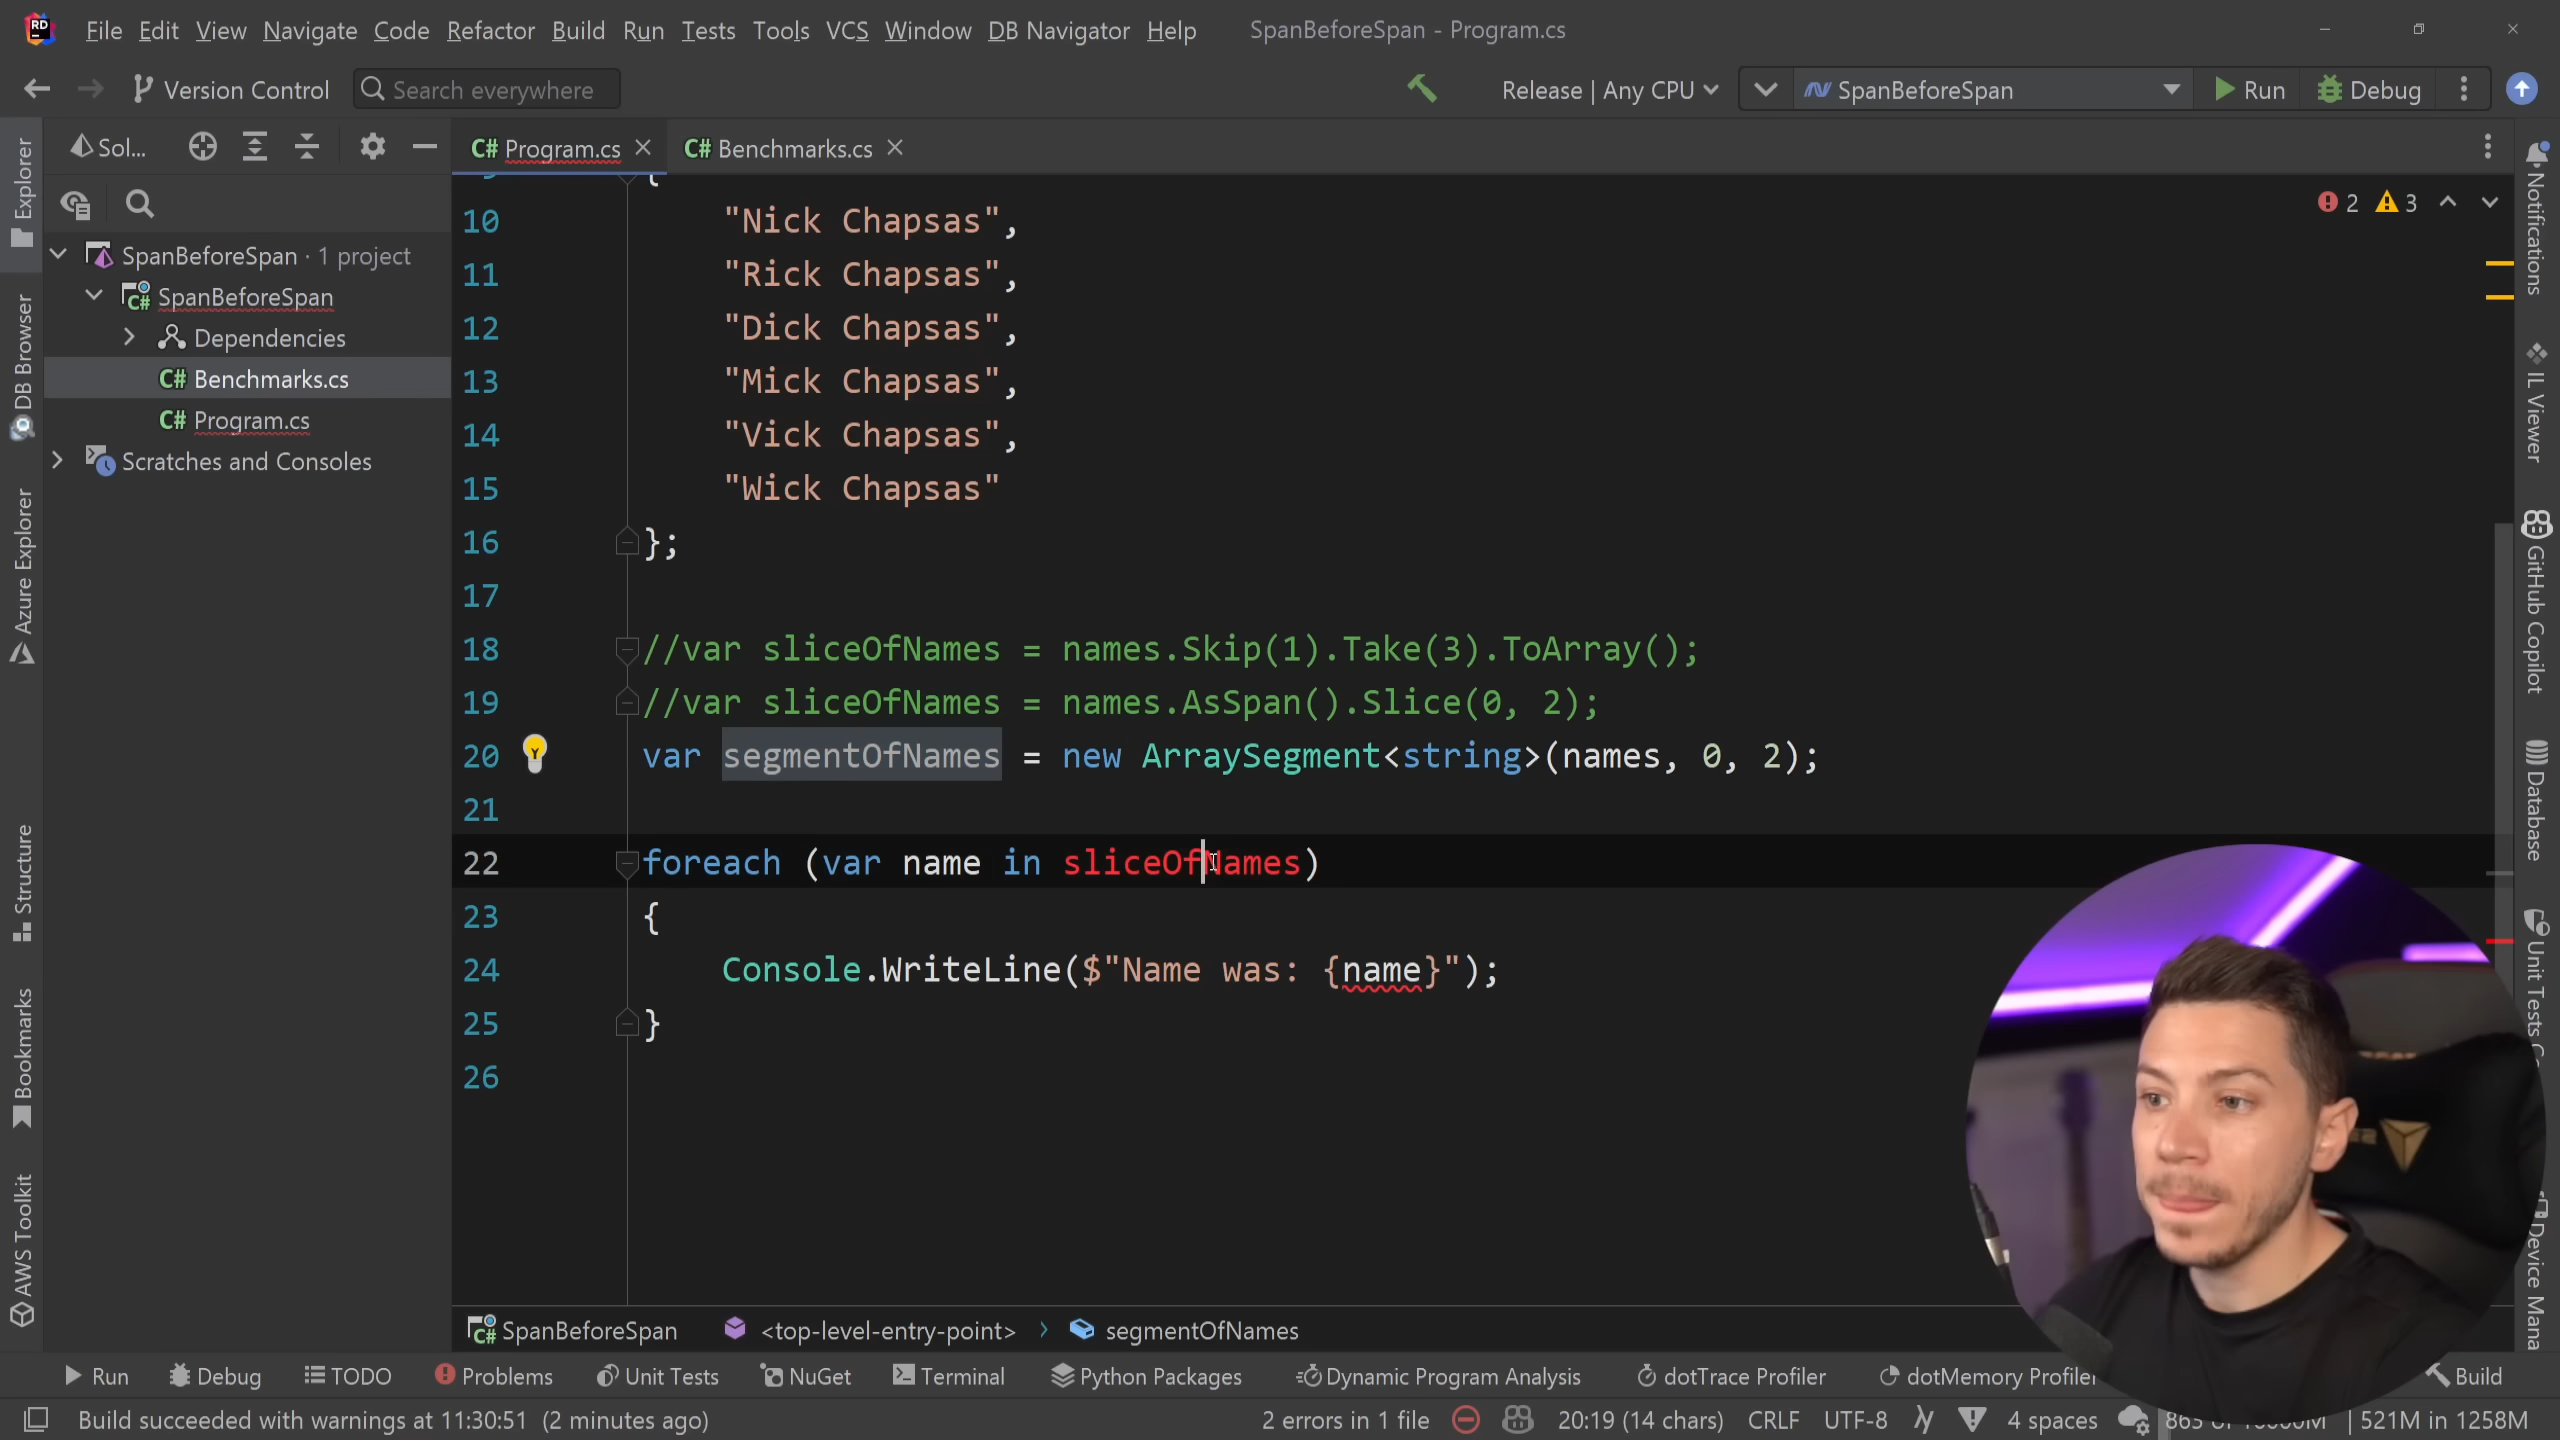 File Edit View Navigate Code Refactor Build Run Tests Tools VCS Window DB Navigator Help SpanBeforeSpan - Program.cs
Version Control Search everywhere Release | Any CPU SpanBeforeSpan Run Debug
Sol... C# Program.cs C# Benchmarks.cs
Explorer
DB Browser
Azure Explorer
Structure
Bookmarks
AWS Toolkit
SpanBeforeSpan · 1 project
C# SpanBeforeSpan
Dependencies
C# Benchmarks.cs
C# Program.cs
Scratches and Consoles
2 3
{
10 "Nick Chapsas",
11 "Rick Chapsas",
12 "Dick Chapsas",
13 "Mick Chapsas",
14 "Vick Chapsas",
15 "Wick Chapsas"
16 };
17
18 //var sliceOfNames = names.Skip(1).Take(3).ToArray();
19 //var sliceOfNames = names.AsSpan().Slice(0, 2);
20 var segmentOfNames = new ArraySegment<string>(names, 0, 2);
21
22 foreach (var name in sliceOfNames)
23 {
24 Console.WriteLine($"Name was: {name}");
25 }
26
Notifications
IL Viewer
GitHub Copilot
Database
Unit Tests
Device Mana
C# SpanBeforeSpan <top-level-entry-point> segmentOfNames
Run Debug TODO Problems Unit Tests NuGet Terminal Python Packages Dynamic Program Analysis dotTrace Profiler dotMemory Profiler Build
Build succeeded with warnings at 11:30:51 (2 minutes ago) 2 errors in 1 file 20:19 (14 chars) CRLF UTF-8 4 spaces 521M in 1258M